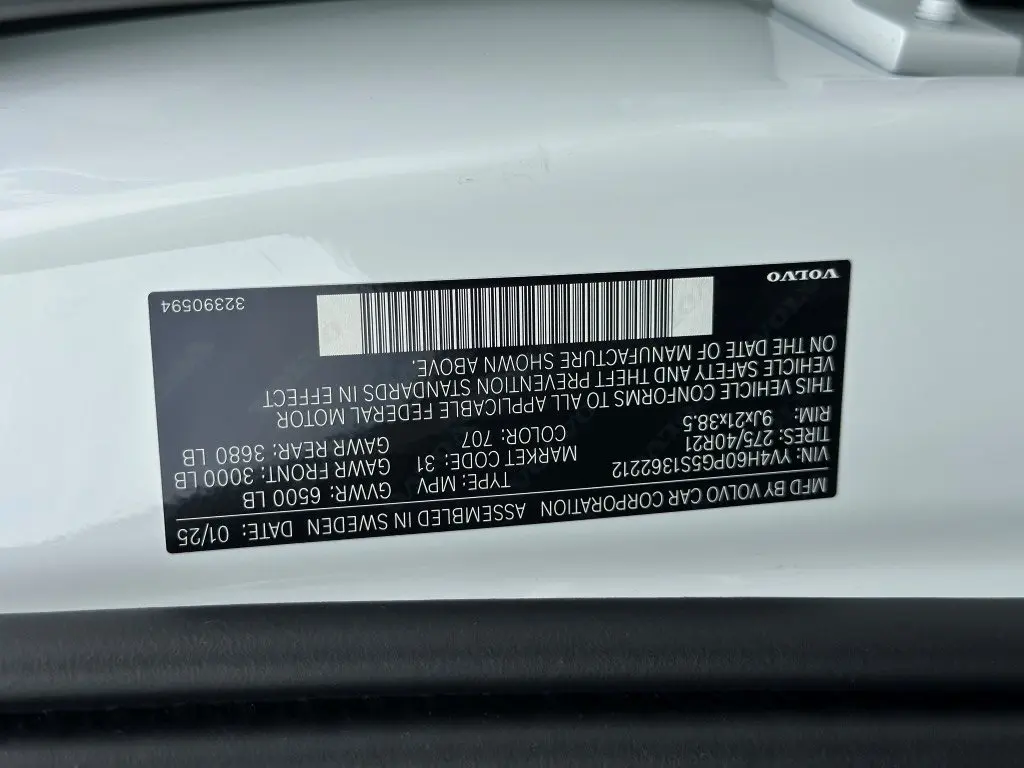 MFD BY VOLVO CAR CORPORATION ASSEMBLED IN SWEDEN DATE: 01/25
VIN: YV4H60PG5S1362212 TYPE: MPV GVWR: 6500 LB
TIRES: 275/40R21 MARKET CODE: 31 GAWR FRONT: 3000 LB
RIM: 9Jx21x38.5 COLOR: 707 GAWR REAR: 3680 LB
THIS VEHICLE CONFORMS TO ALL APPLICABLE FEDERAL MOTOR
VEHICLE SAFETY AND THEFT PREVENTION STANDARDS IN EFFECT
ON THE DATE OF MANUFACTURE SHOWN ABOVE.
VOLVO 32390594